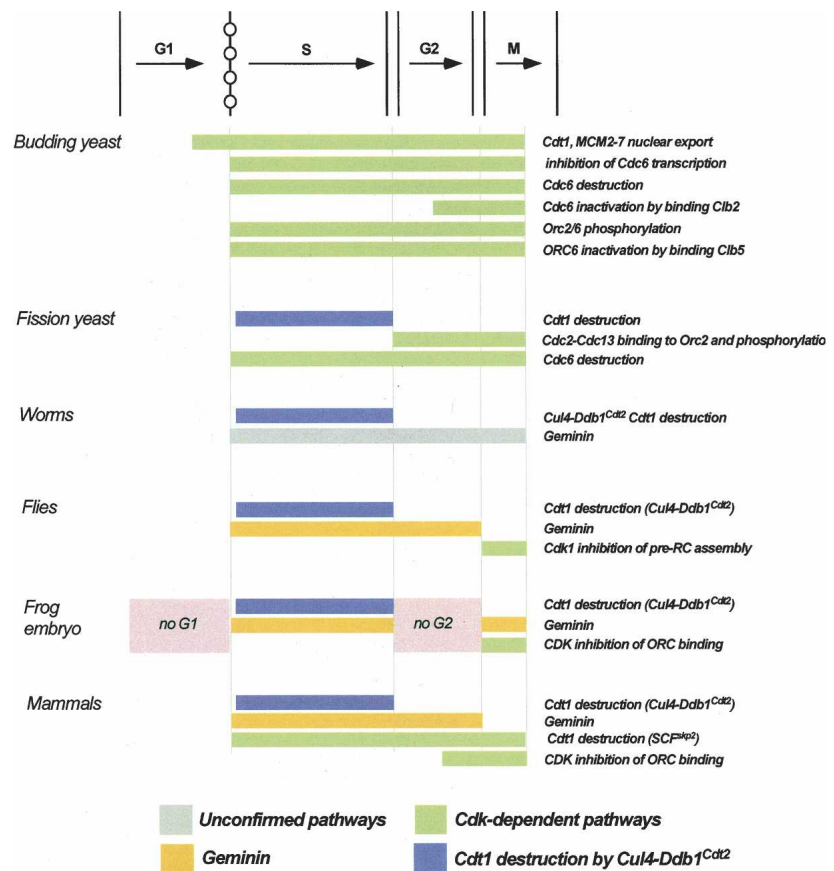 G1 S G2 M
Budding yeast
Cdt1, MCM2-7 nuclear export
inhibition of Cdc6 transcription
Cdc6 destruction
Cdc6 inactivation by binding Clb2
Orc2/6 phosphorylation
ORC6 inactivation by binding Clb5
Fission yeast
Cdt1 destruction
Cdc2-Cdc13 binding to Orc2 and phosphorylatio
Cdc6 destruction
Worms
Cul4-Ddb1Cdt2 Cdt1 destruction
Geminin
Flies
Cdt1 destruction (Cul4-Ddb1Cdt2)
Geminin
Cdk1 inhibition of pre-RC assembly
Frog
embryo
no G1
no G2
Cdt1 destruction (Cul4-Ddb1Cdt2)
Geminin
CDK inhibition of ORC binding
Mammals
Cdt1 destruction (Cul4-Ddb1Cdt2)
Geminin
Cdt1 destruction (SCFskp2)
CDK inhibition of ORC binding
Unconfirmed pathways
Cdk-dependent pathways
Geminin
Cdt1 destruction by Cul4-Ddb1Cdt2